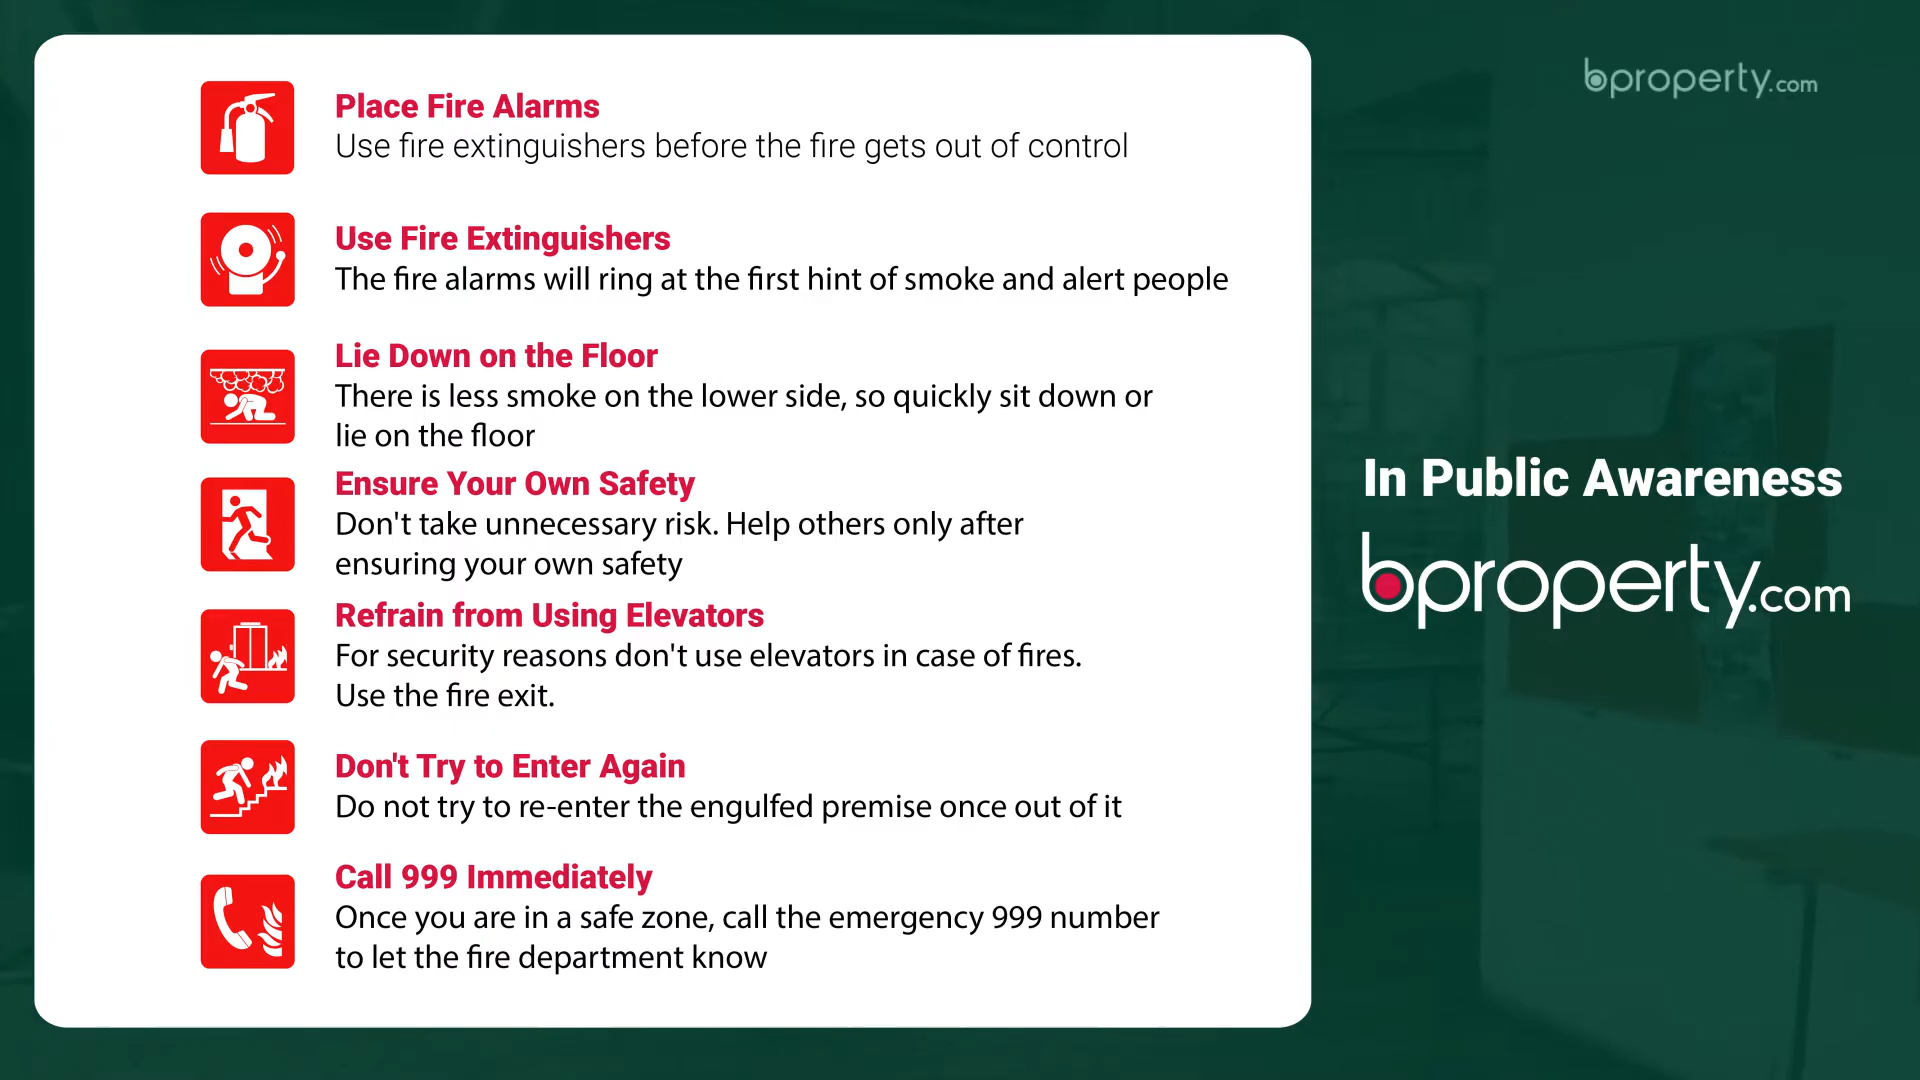 Place Fire Alarms
Use fire extinguishers before the fire gets out of control
Use Fire Extinguishers
The fire alarms will ring at the first hint of smoke and alert people
Lie Down on the Floor
There is less smoke on the lower side, so quickly sit down or
lie on the floor
Ensure Your Own Safety
Don't take unnecessary risk. Help others only after
ensuring your own safety
Refrain from Using Elevators
For security reasons don't use elevators in case of fires.
Use the fire exit.
Don't Try to Enter Again
Do not try to re-enter the engulfed premise once out of it
Call 999 Immediately
Once you are in a safe zone, call the emergency 999 number
to let the fire department know
bproperty.com
In Public Awareness
bproperty.com